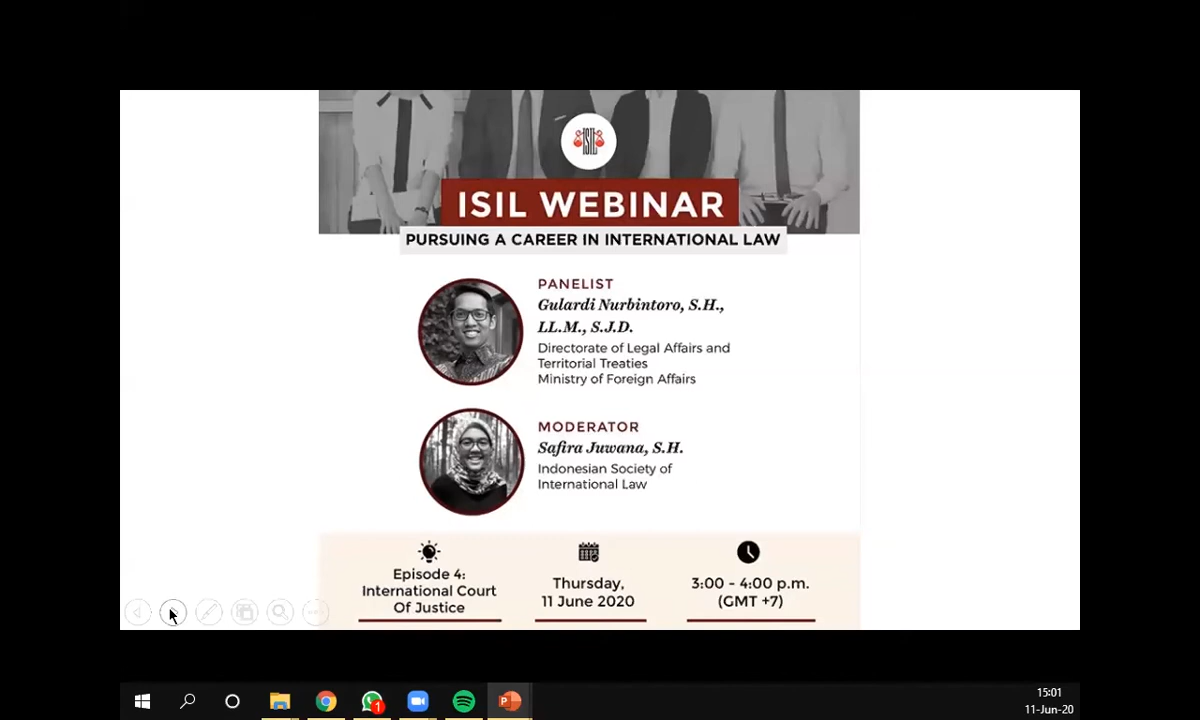 ISIL
ISIL WEBINAR
PURSUING A CAREER IN INTERNATIONAL LAW
PANELIST
Gulardi Nurbintoro, S.H.,
LL.M., S.J.D.
Directorate of Legal Affairs and
Territorial Treaties
Ministry of Foreign Affairs
MODERATOR
Safira Juwana, S.H.
Indonesian Society of
International Law
Episode 4:
International Court
Of Justice
Thursday,
11 June 2020
3:00 - 4:00 p.m.
(GMT +7)
1
P
15:01
11-Jun-20